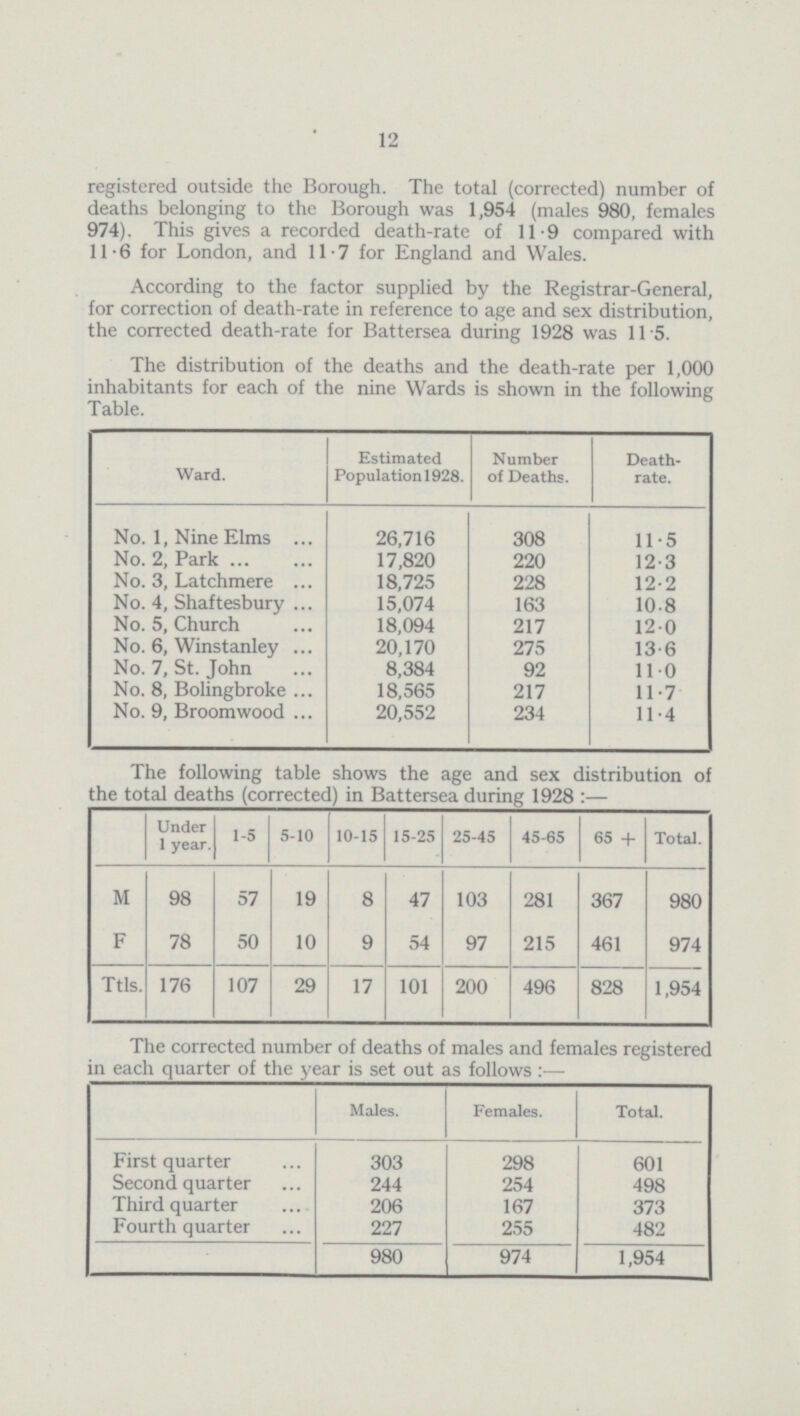 12
registered outside the Borough. The total (corrected) number of
deaths belonging to the Borough was 1,954 (males 980, females
974). This gives a recorded death-rate of 11·9 compared with
11·6 for London, and 11·7 for England and Wales.
According to the factor supplied by the Registrar-General,
for correction of death-rate in reference to age and sex distribution,
the corrected death-rate for Battersea during 1928 was 11·5.
The distribution of the deaths and the death-rate per 1,000
inhabitants for each of the nine Wards is shown in the following
Table.
Ward. Estimated Population 1928. Number of Deaths. Death-rate.
No. 1, Nine Elms ... 26,716 308 11·5
No. 2, Park ... ... 17,820 220 12·3
No. 3, Latchmere ... 18,725 228 12·2
No. 4, Shaftesbury ... 15,074 163 10.8
No. 5, Church ... 18,094 217 12·0
No. 6, Winstanley ... 20,170 275 13·6
No. 7, St. John ... 8,384 92 11·0
No. 8, Bolingbroke ... 18,565 217 11·7
No. 9, Broomwood ... 20,552 234 11·4
The following table shows the age and sex distribution of
the total deaths (corrected) in Battersea during 1928 :—
Under 1 year. 1-5 5-10 10-15 15-25 25-45 45-65 65 + Total.
M 98 57 19 8 47 103 281 367 980
F 78 50 10 9 54 97 215 461 974
Ttls. 176 107 29 17 101 200 496 828 1,954
The corrected number of deaths of males and females registered
in each quarter of the year is set out as follows :—
Males. Females. Total.
First quarter ... 303 298 601
Second quarter ... 244 254 498
Third quarter ... 206 167 373
Fourth quarter ... 227 255 482
980 974 1,954